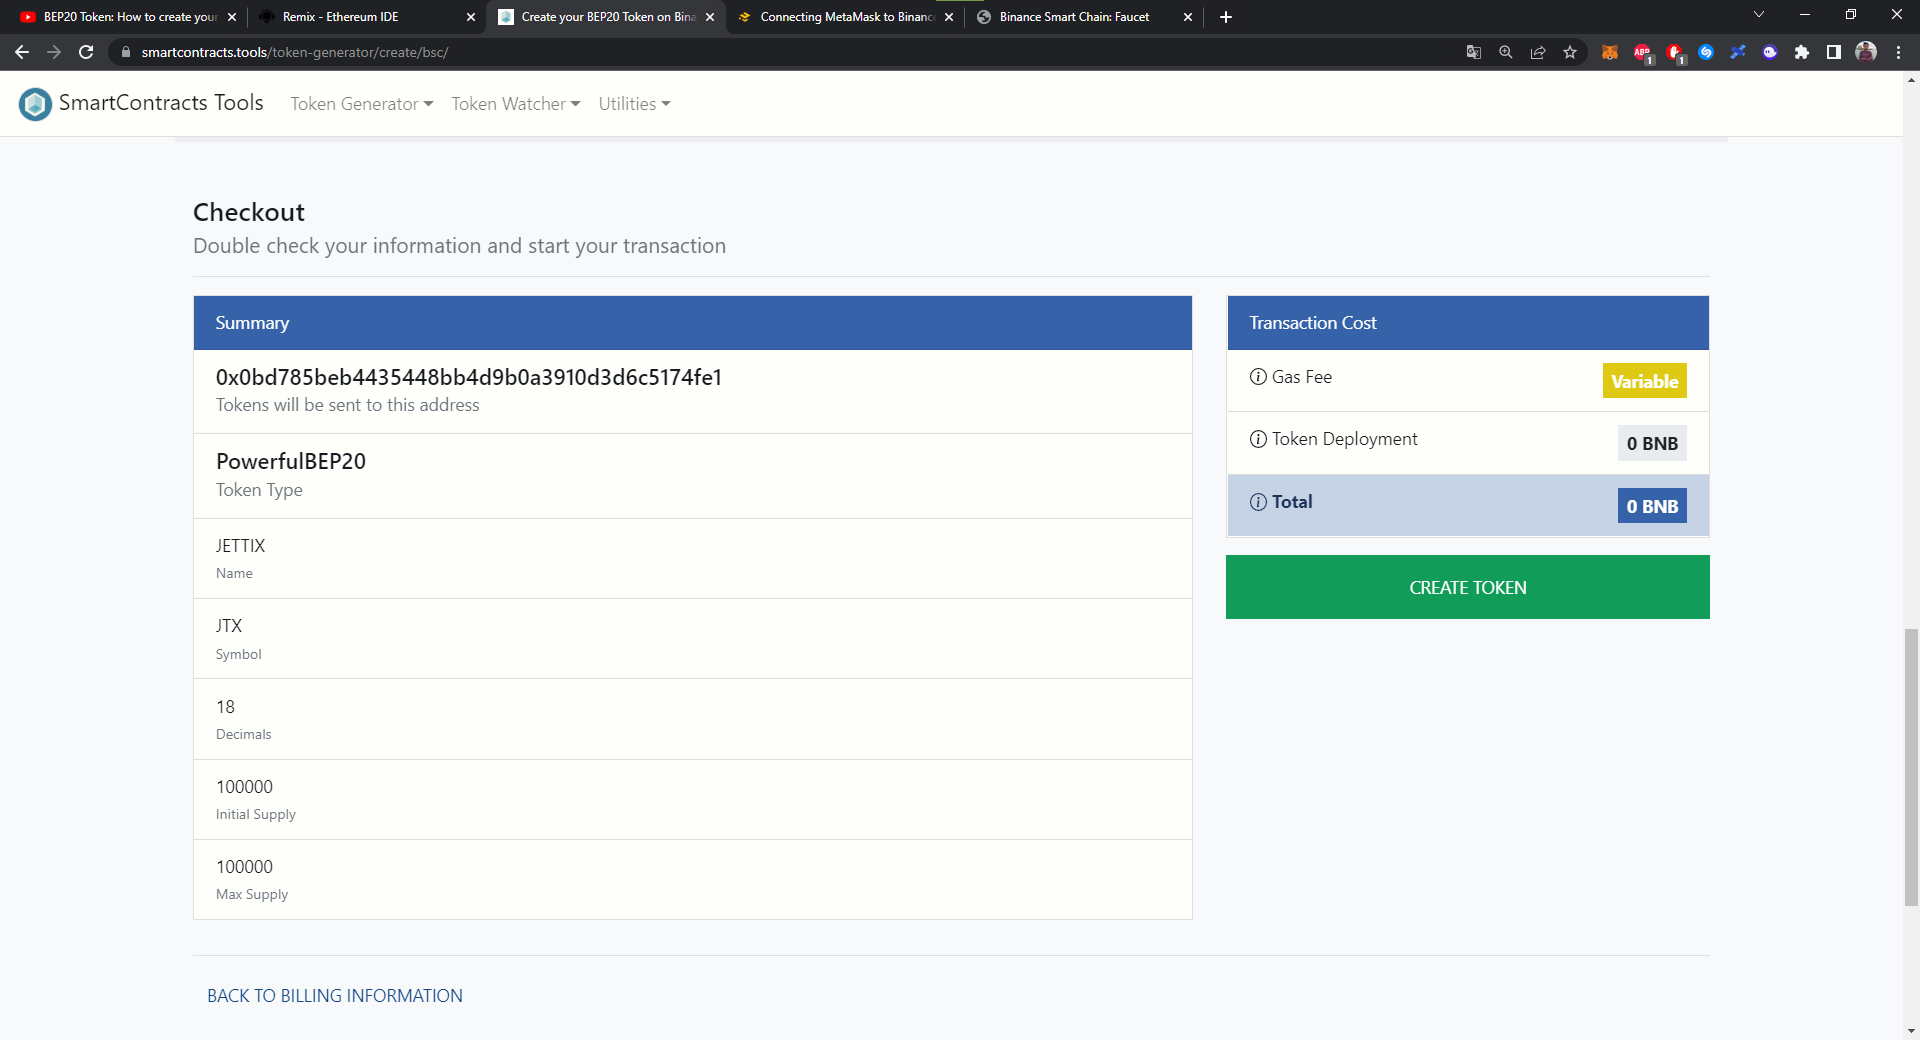 BEP20 Token: How to create your
Remix - Ethereum IDE
Create your BEP20 Token on Bina
Connecting MetaMask to Binance
Binance Smart Chain: Faucet
smartcontracts.tools/token-generator/create/bsc/
ABP
1
1
SmartContracts Tools
Token Generator
Token Watcher
Utilities
Checkout
Double check your information and start your transaction
Summary
0x0bd785beb4435448bb4d9b0a3910d3d6c5174fe1
Tokens will be sent to this address
PowerfulBEP20
Token Type
JETTIX
Name
JTX
Symbol
18
Decimals
100000
Initial Supply
100000
Max Supply
Transaction Cost
Gas Fee
Variable
Token Deployment
0 BNB
Total
0 BNB
CREATE TOKEN
BACK TO BILLING INFORMATION